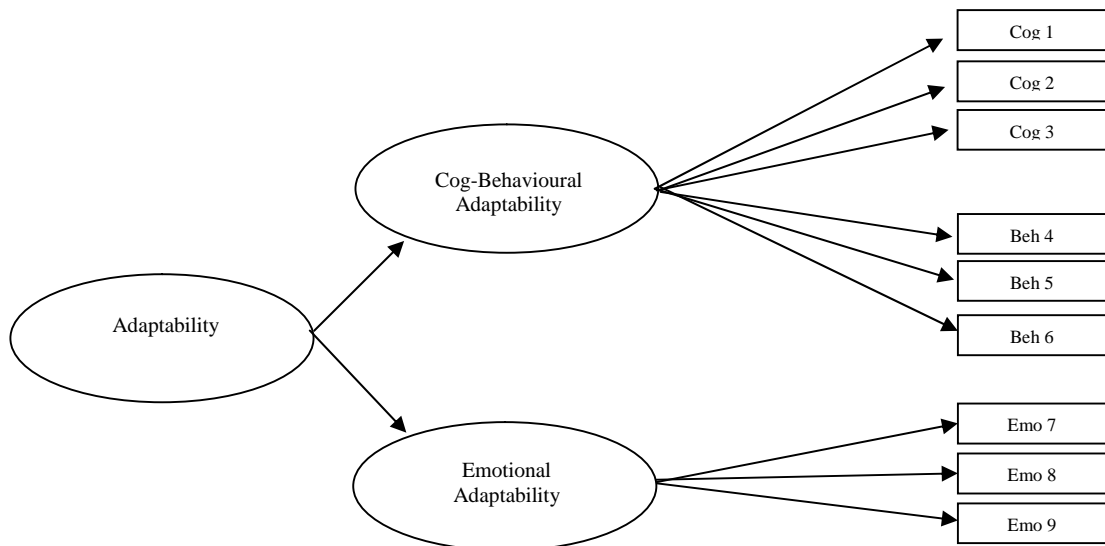 Cog 1
Cog 2
Cog 3
Cog-Behavioural
Adaptability
Beh 4
Beh 5
Beh 6
Adaptability
Emo 7
Emo 8
Emo 9
Emotional
Adaptability